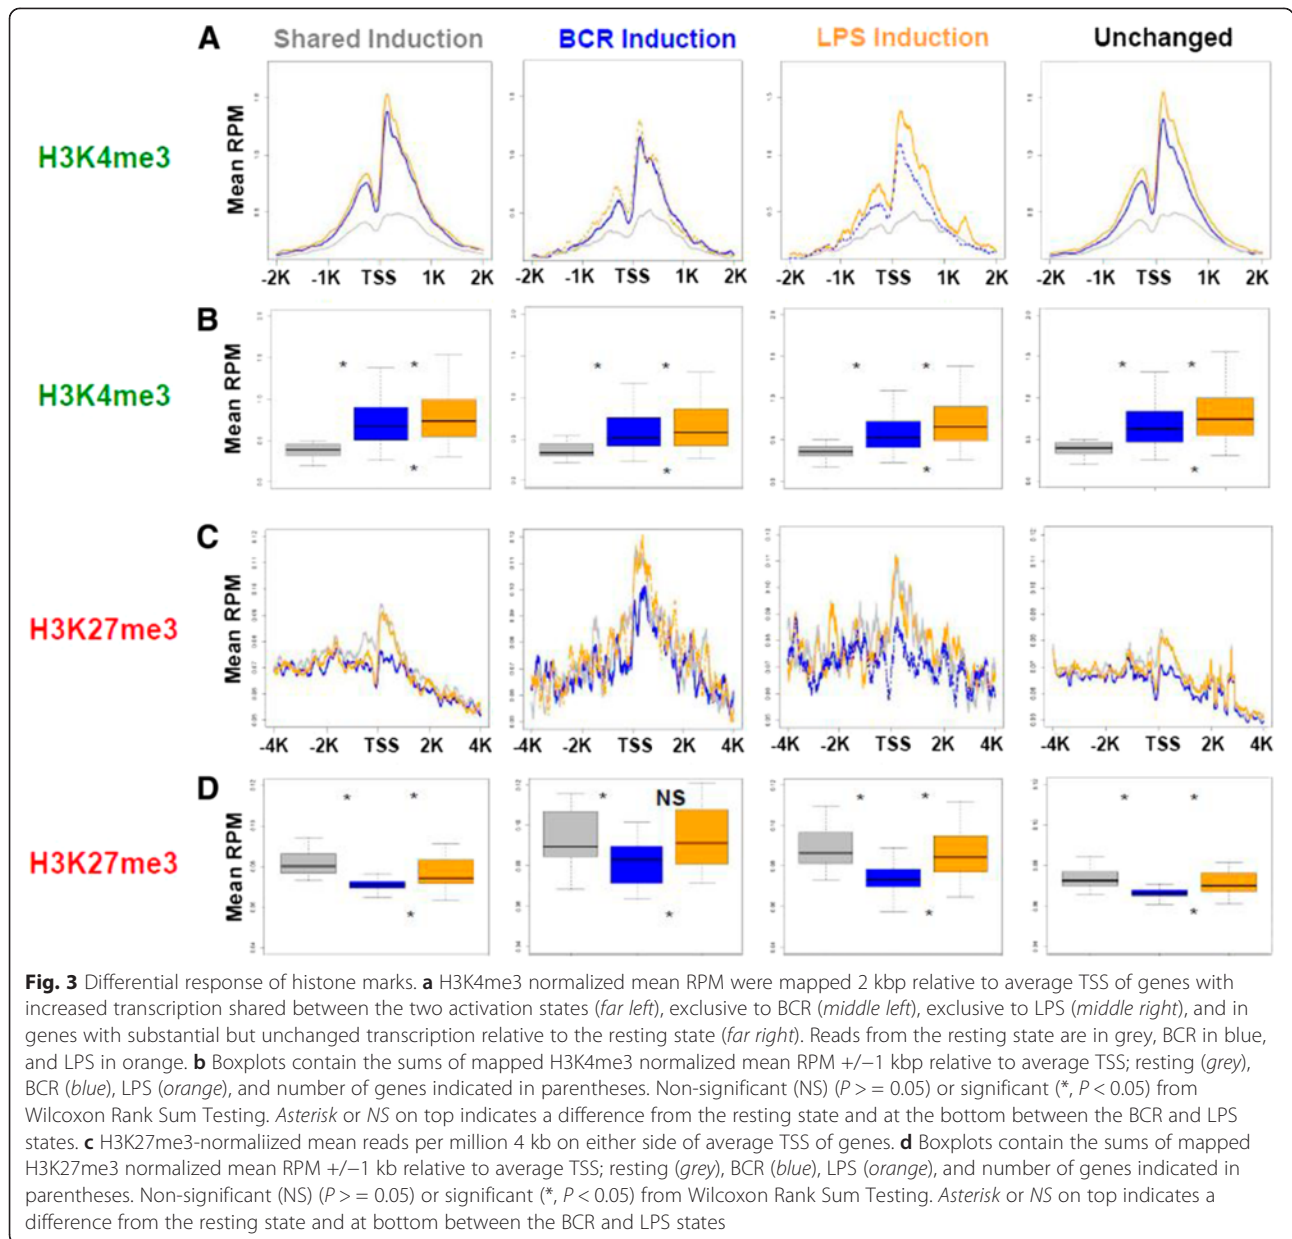 A Shared Induction BCR Induction LPS Induction Unchanged
H3K4me3
Mean RPM
-2K -1K TSS 1K 2K -2K -1K TSS 1K 2K -2K -1K TSS 1K 2K -2K -1K TSS 1K 2K
B
H3K4me3
Mean RPM
* * * * * * * *
* * * *
C
H3K27me3
Mean RPM
-4K -2K TSS 2K 4K -4K -2K TSS 2K 4K -4K -2K TSS 2K 4K -4K -2K TSS 2K 4K
D
H3K27me3
Mean RPM
* * * NS * * * *
* * * *
Fig. 3 Differential response of histone marks. a H3K4me3 normalized mean RPM were mapped 2 kbp relative to average TSS of genes with
increased transcription shared between the two activation states (far left), exclusive to BCR (middle left), exclusive to LPS (middle right), and in
genes with substantial but unchanged transcription relative to the resting state (far right). Reads from the resting state are in grey, BCR in blue,
and LPS in orange. b Boxplots contain the sums of mapped H3K4me3 normalized mean RPM +/−1 kbp relative to average TSS; resting (grey),
BCR (blue), LPS (orange), and number of genes indicated in parentheses. Non-significant (NS) (P > = 0.05) or significant (*, P < 0.05) from
Wilcoxon Rank Sum Testing. Asterisk or NS on top indicates a difference from the resting state and at the bottom between the BCR and LPS
states. c H3K27me3-normaliized mean reads per million 4 kb on either side of average TSS of genes. d Boxplots contain the sums of mapped
H3K27me3 normalized mean RPM +/−1 kb relative to average TSS; resting (grey), BCR (blue), LPS (orange), and number of genes indicated in
parentheses. Non-significant (NS) (P > = 0.05) or significant (*, P < 0.05) from Wilcoxon Rank Sum Testing. Asterisk or NS on top indicates a
difference from the resting state and at bottom between the BCR and LPS states